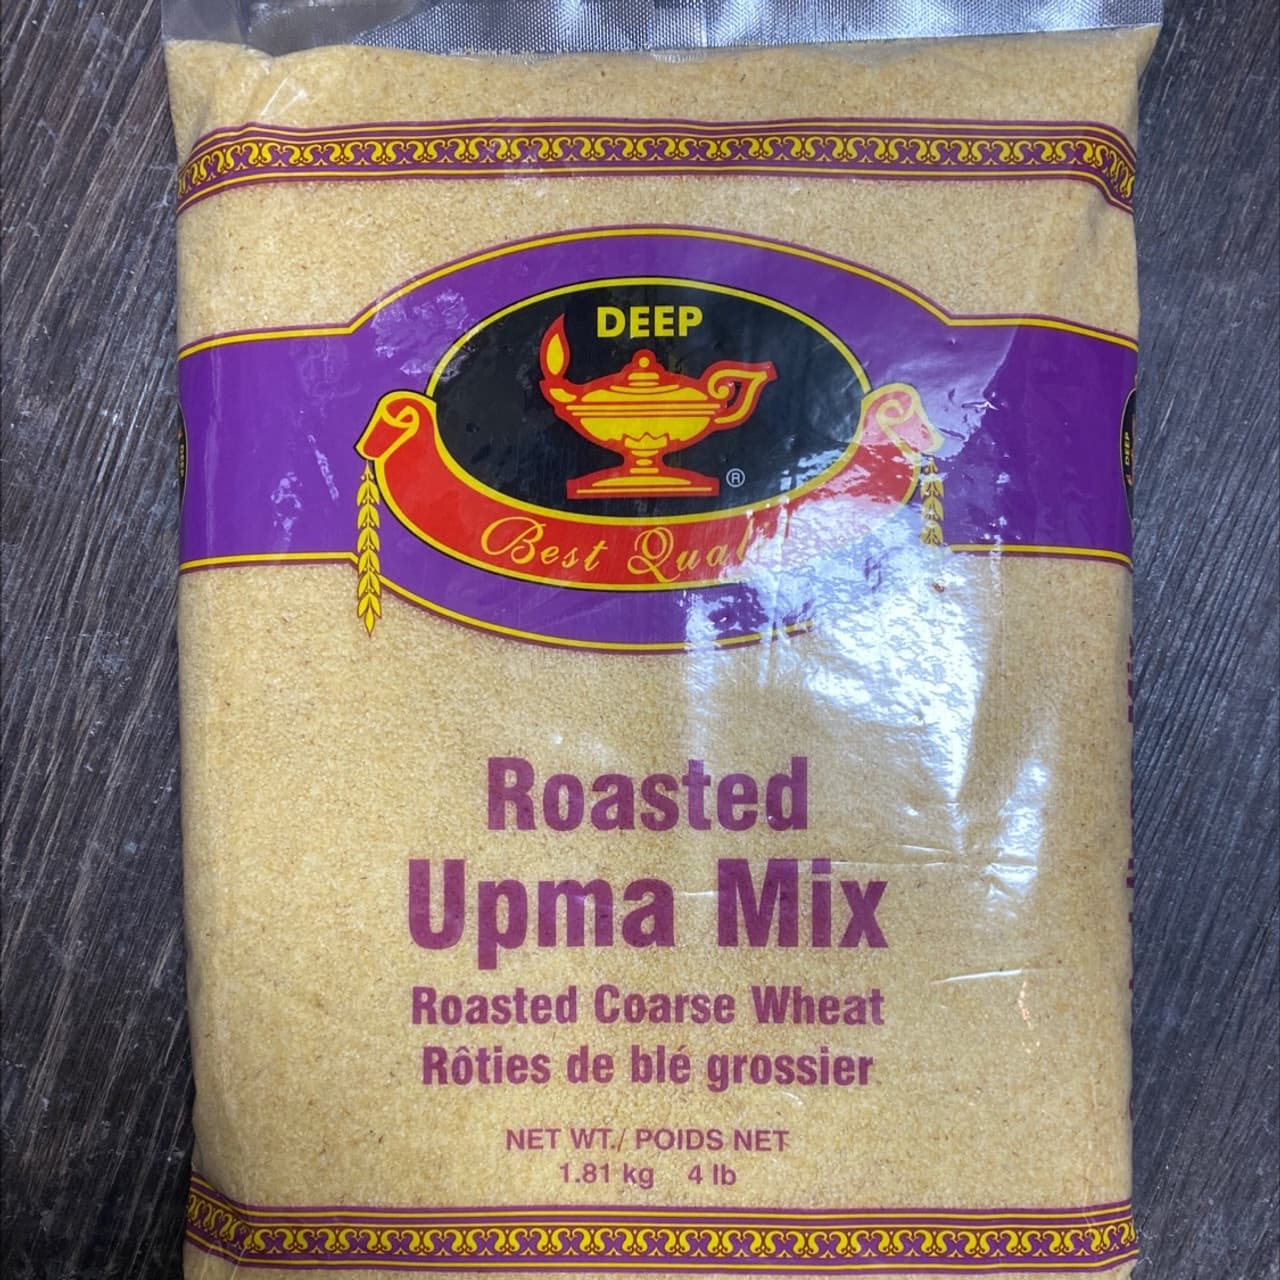 DEEP
®
Best
Roasted
Upma Mix
Roasted Coarse Wheat
Rôties de blé grossier
NET WT./ POIDS NET
1.81 kg 4 lb
DEEP